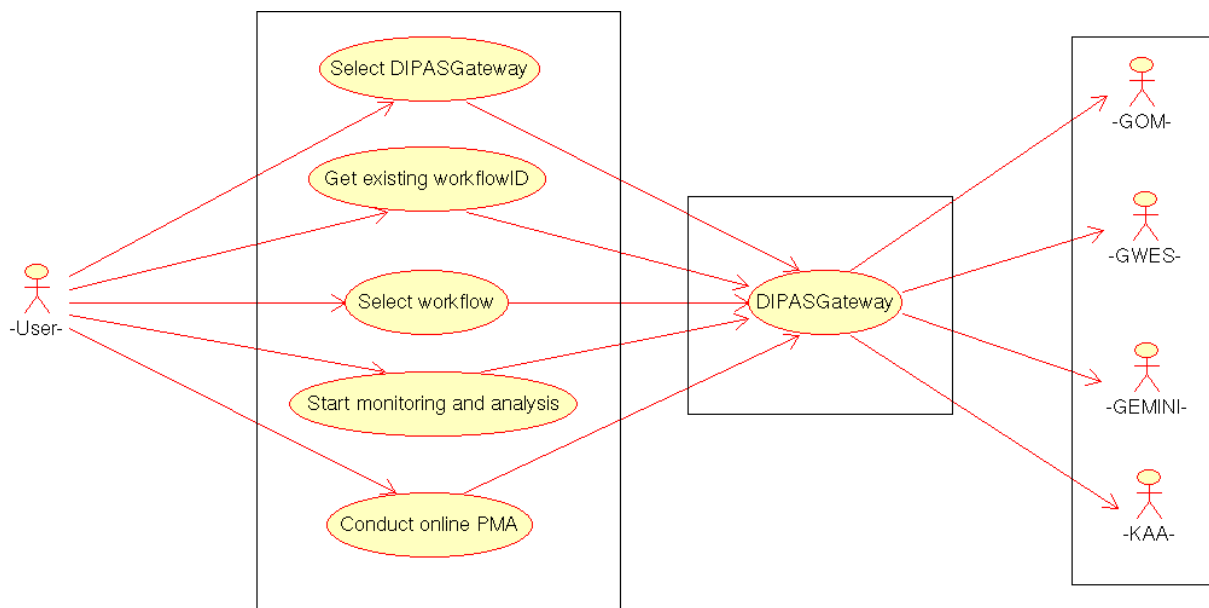 Select DIPASGateway
Get existing workflowID
Select workflow
Start monitoring and analysis
Conduct online PMA
-User-
DIPASGateway
-GOM-
-GWES-
-GEMINI-
-KAA-